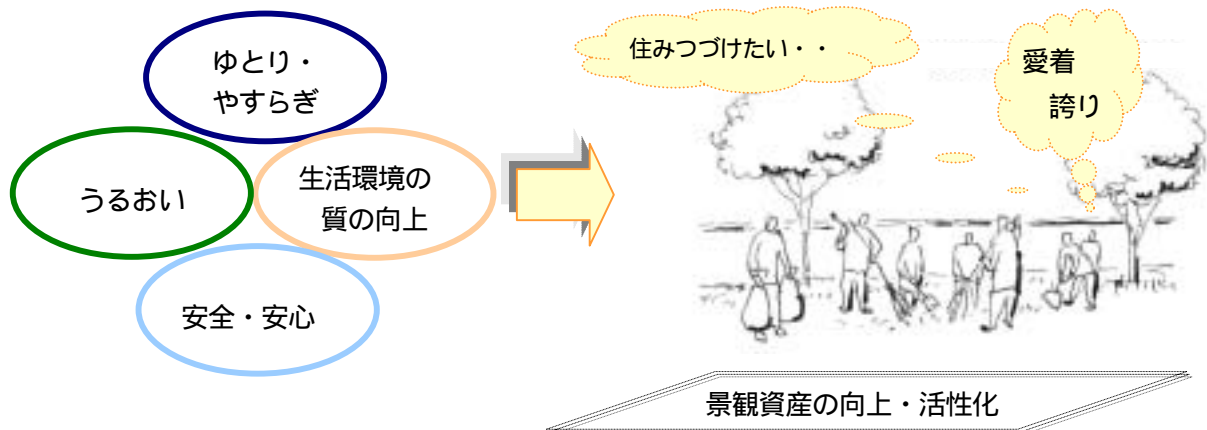 ゆとり・
やすらぎ
うるおい
生活環境の
質の向上
安全・安心
住みつづけたい・・
愛着
誇り
景観資産の向上・活性化